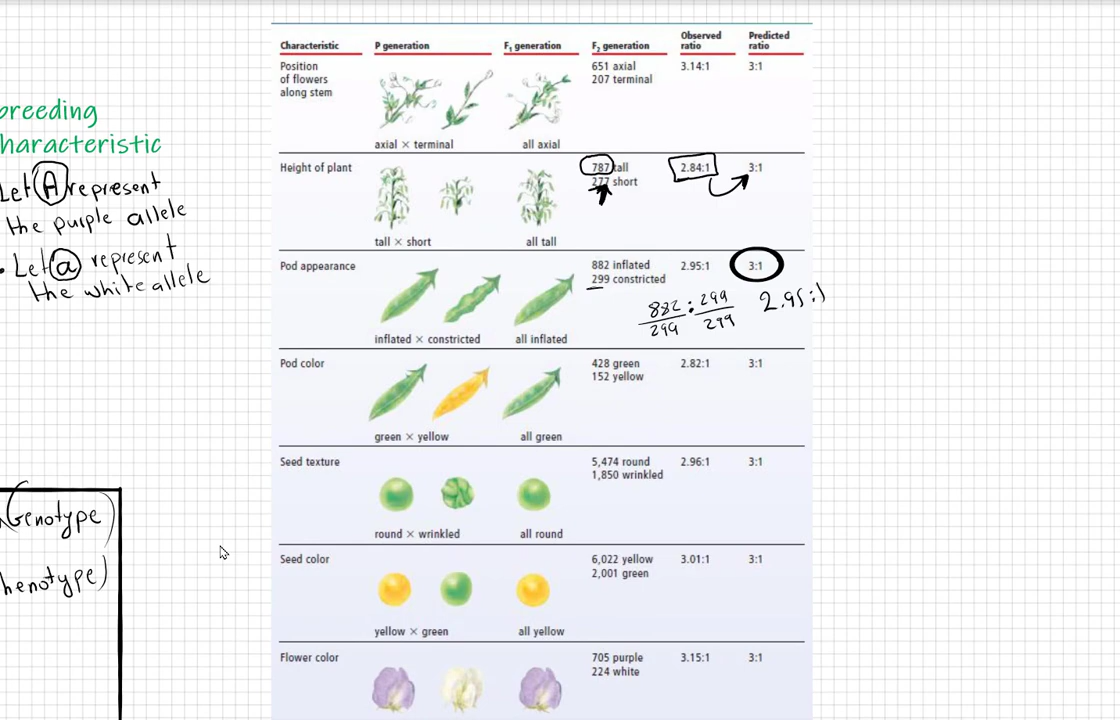 Characteristic P generation F1 generation F2 generation Observed ratio Predicted ratio
Position of flowers along stem
651 axial
207 terminal
3.14:1
3:1
axial × terminal
all axial
Height of plant
787 tall
277 short
2.84:1
3:1
tall × short
all tall
Pod appearance
882 inflated
299 constricted
2.95:1
3:1
882/299 : 299/299 2.95:1
inflated × constricted
all inflated
Pod color
428 green
152 yellow
2.82:1
3:1
green × yellow
all green
Seed texture
5,474 round
1,850 wrinkled
2.96:1
3:1
round × wrinkled
all round
Seed color
6,022 yellow
2,001 green
3.01:1
3:1
yellow × green
all yellow
Flower color
705 purple
224 white
3.15:1
3:1
breeding
haracteristic
Let A represent
the purple allele
• Let a represent
the white allele
(Genotype)
henotype)